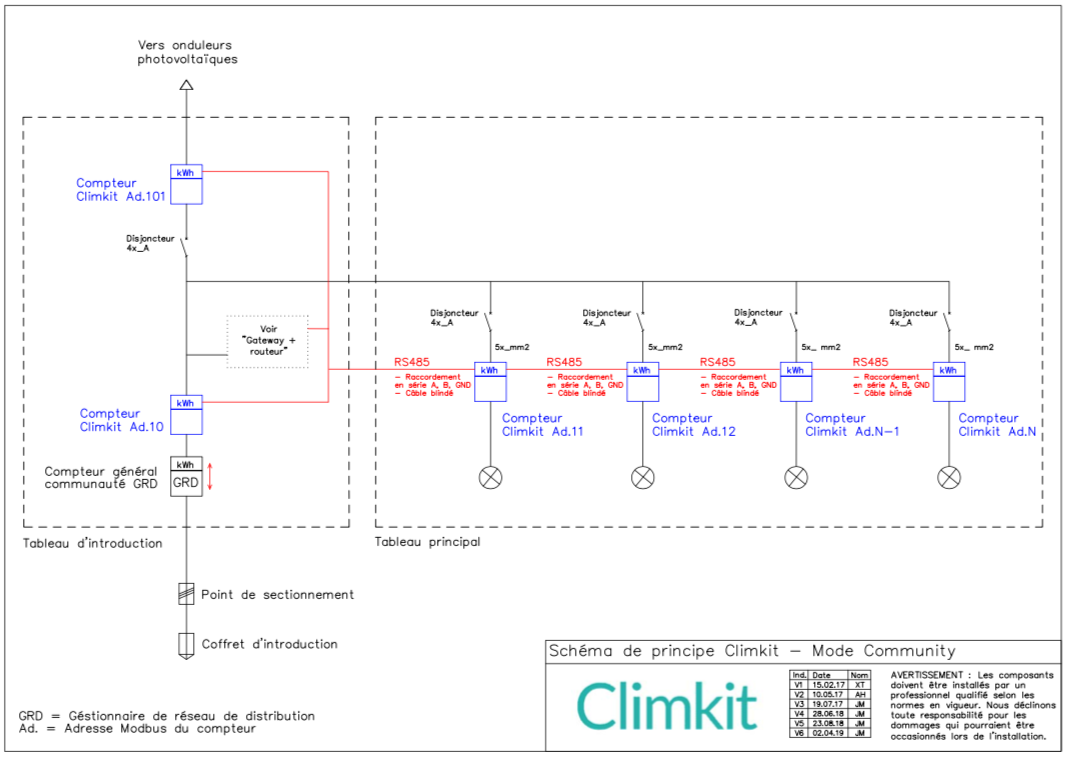 Vers onduleurs
photovoltaïques
kWh
Compteur
Climkit Ad.101
Disjoncteur
4x_A
Voir
"Gateway +
routeur"
kWh
Compteur
Climkit Ad.10
kWh
GRD
Compteur général
communauté GRD
Tableau d'introduction
Disjoncteur
4x_A
5x_mm2
RS485
– Raccordement
en série A, B, GND
– Câble blindé
kWh
Compteur
Climkit Ad.11
Disjoncteur
4x_A
5x_mm2
RS485
– Raccordement
en série A, B, GND
– Câble blindé
kWh
Compteur
Climkit Ad.12
Disjoncteur
4x_A
5x_ mm2
RS485
– Raccordement
en série A, B, GND
– Câble blindé
kWh
Compteur
Climkit Ad.N–1
Disjoncteur
4x_A
5x_ mm2
RS485
– Raccordement
en série A, B, GND
– Câble blindé
kWh
Compteur
Climkit Ad.N
Tableau principal
Point de sectionnement
Coffret d'introduction
GRD = Géstionnaire de réseau de distribution
Ad. = Adresse Modbus du compteur
Schéma de principe Climkit – Mode Community
Climkit
Ind. Date Nom
V1 15.02.17 XT
V2 10.05.17 AH
V3 19.07.17 JM
V4 28.06.18 JM
V5 23.08.18 JM
V6 02.04.19 JM
AVERTISSEMENT : Les composants
doivent être installés par un
professionnel qualifié selon les
normes en vigueur. Nous déclinons
toute responsabilité pour les
dommages qui pourraient être
occasionnés lors de l'installation.